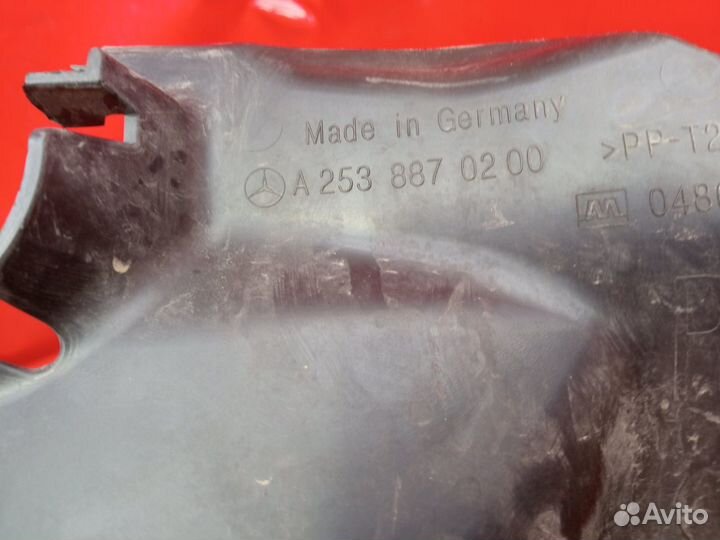 Made in Germany
A 253 887 02 00
>PP-T2
048
Avito